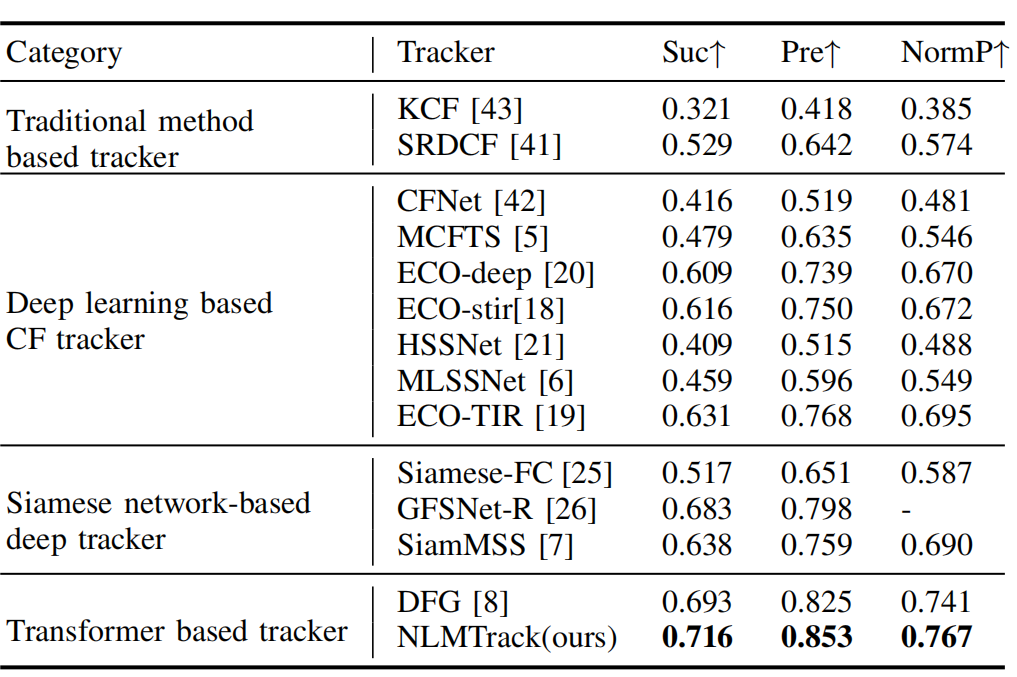 Category Tracker Suc↑ Pre↑ NormP↑
Traditional method
based tracker
KCF [43] 0.321 0.418 0.385
SRDCF [41] 0.529 0.642 0.574
Deep learning based
CF tracker
CFNet [42] 0.416 0.519 0.481
MCFTS [5] 0.479 0.635 0.546
ECO-deep [20] 0.609 0.739 0.670
ECO-stir[18] 0.616 0.750 0.672
HSSNet [21] 0.409 0.515 0.488
MLSSNet [6] 0.459 0.596 0.549
ECO-TIR [19] 0.631 0.768 0.695
Siamese network-based
deep tracker
Siamese-FC [25] 0.517 0.651 0.587
GFSNet-R [26] 0.683 0.798 -
SiamMSS [7] 0.638 0.759 0.690
Transformer based tracker
DFG [8] 0.693 0.825 0.741
NLMTrack(ours) 0.716 0.853 0.767